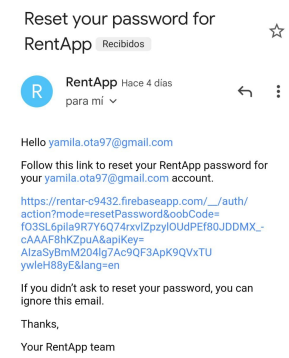 Reset your password for
RentApp Recibidos
R
RentApp Hace 4 días
para mí
Hello yamila.ota97@gmail.com
Follow this link to reset your RentApp password for
your yamila.ota97@gmail.com account.
https://rentar-c9432.firebaseapp.com/__/auth/
action?mode=resetPassword&oobCode=
fO3SL6pila9R7Y6Q74rxvlZpzylOUdPEf80JDDMX_-
cAAAF8hKZpuA&apiKey=
AIzaSyBmM204lg7Ac9QF3ApK9QVxTU
ywleH88yE&lang=en
If you didn't ask to reset your password, you can
ignore this email.
Thanks,
Your RentApp team